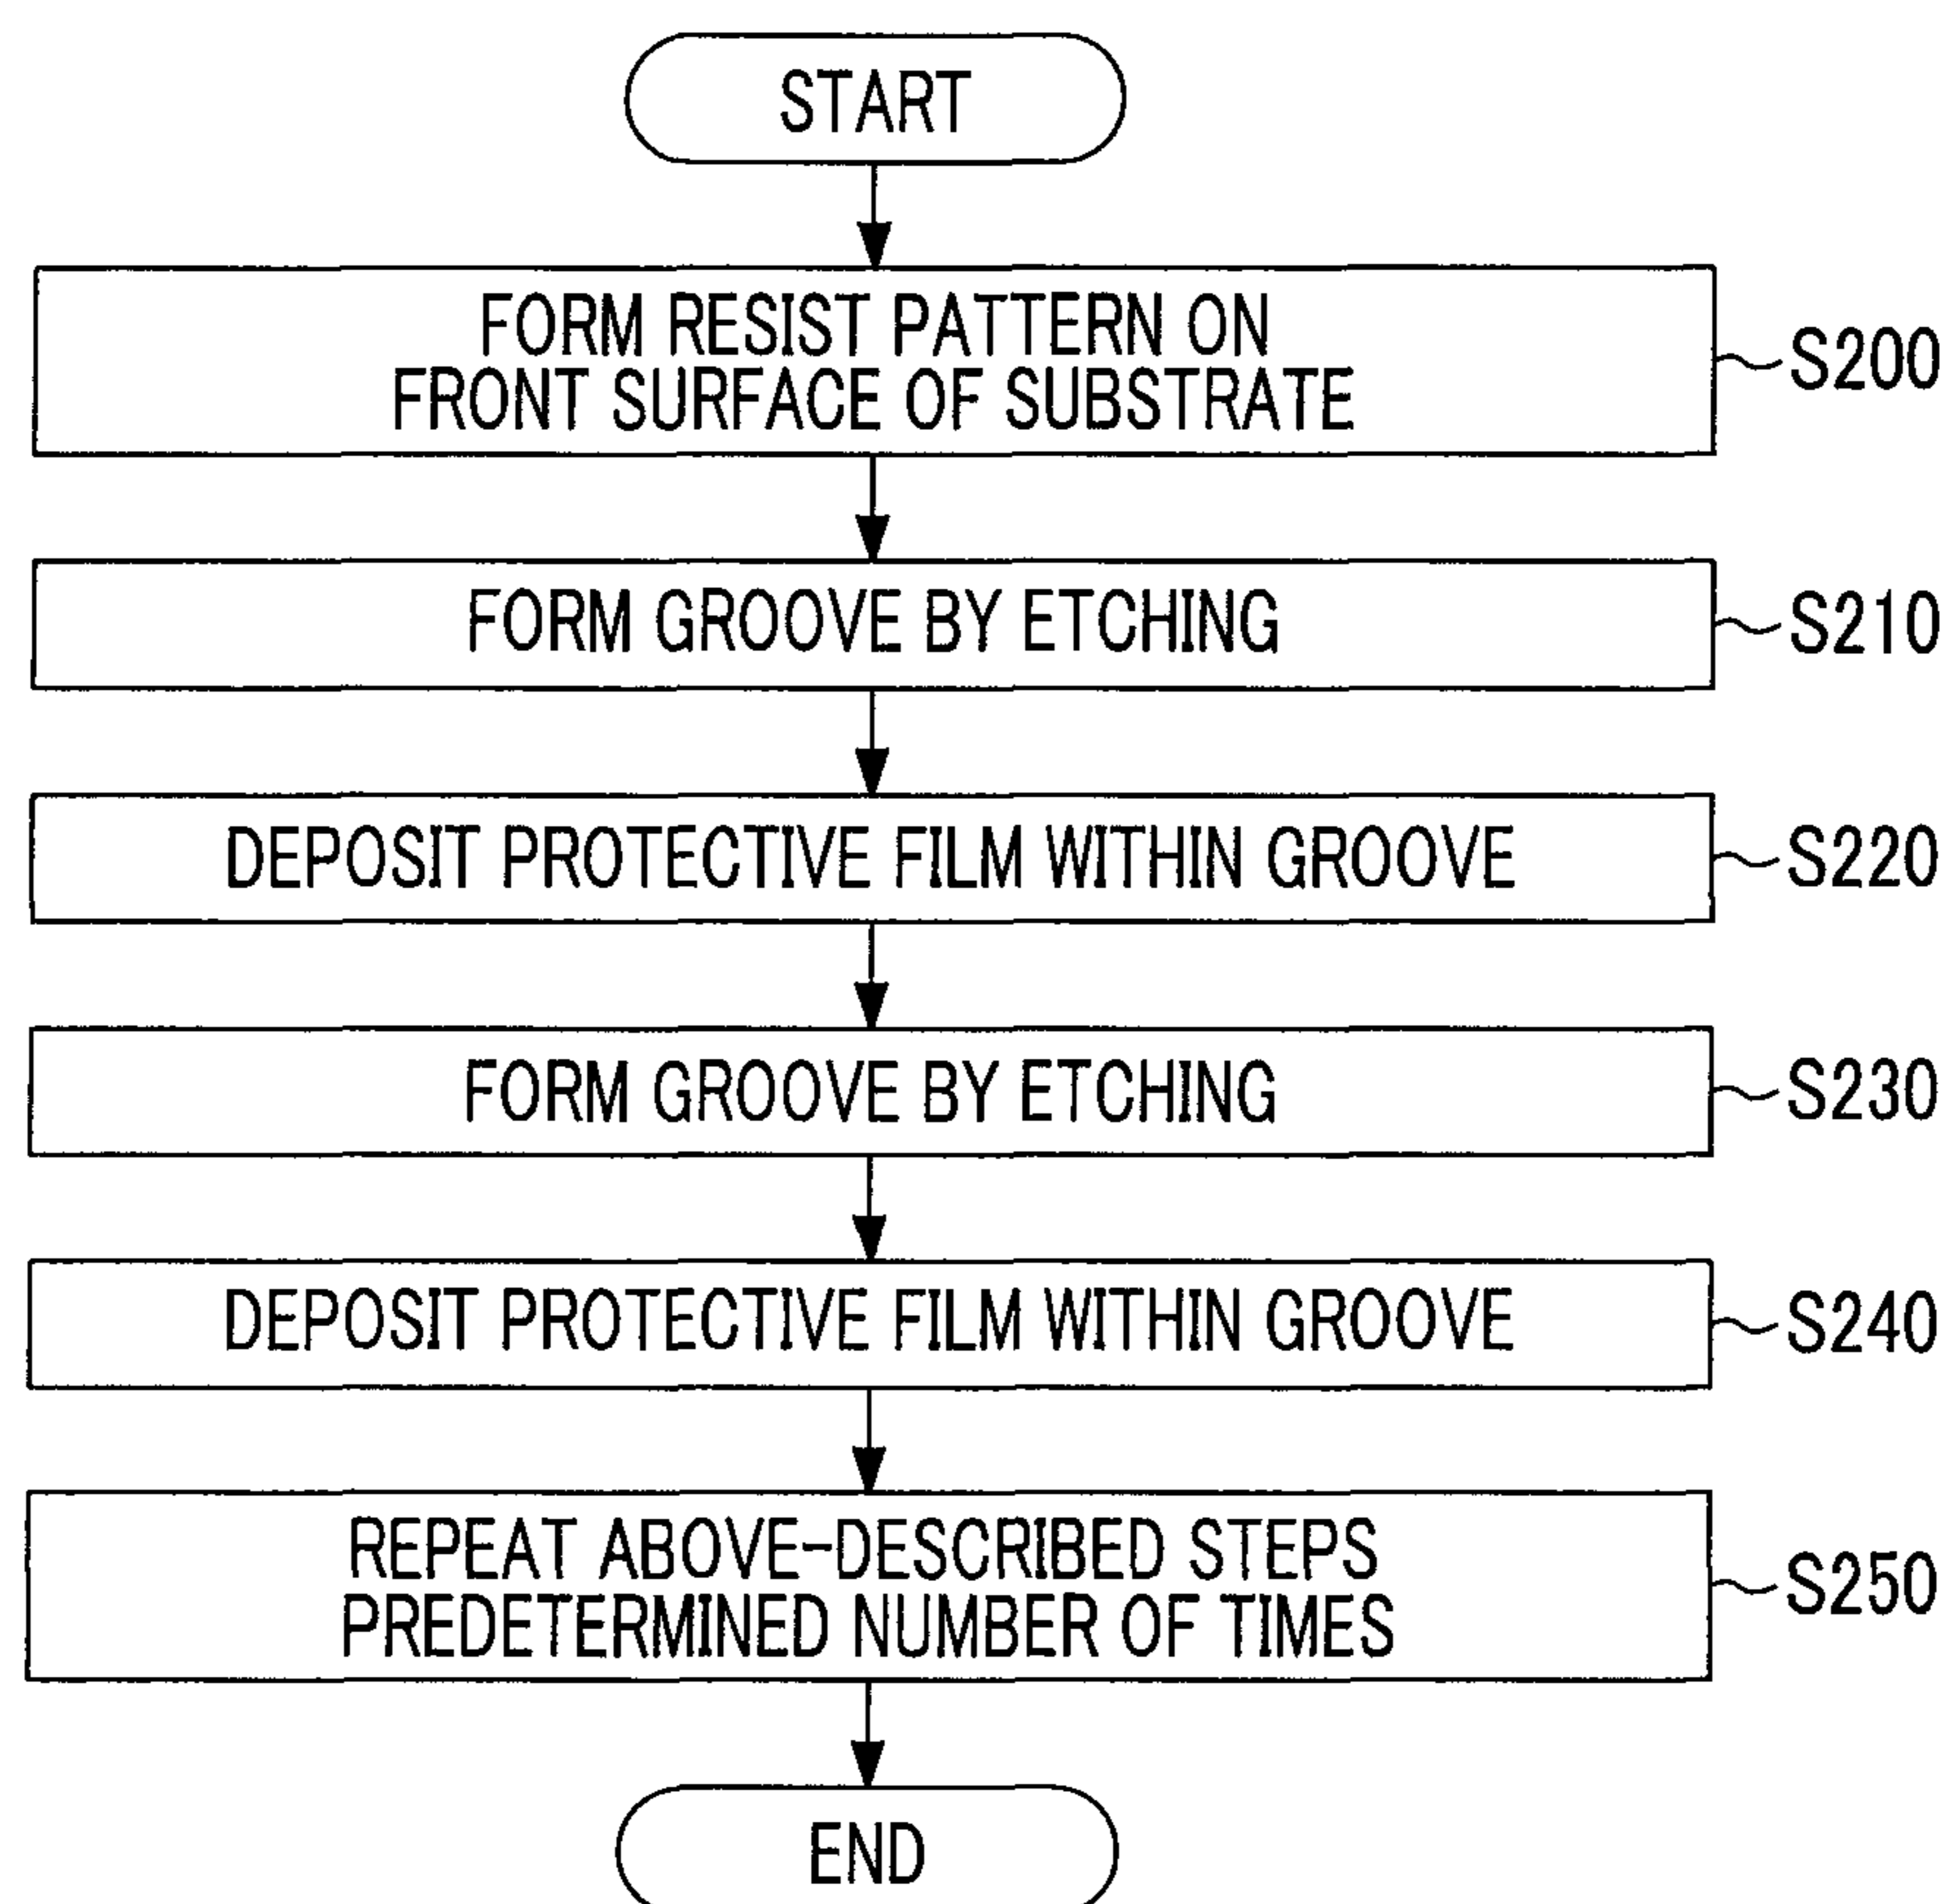 START
FORM RESIST PATTERN ON
FRONT SURFACE OF SUBSTRATE
S200
FORM GROOVE BY ETCHING
S210
DEPOSIT PROTECTIVE FILM WITHIN GROOVE
S220
FORM GROOVE BY ETCHING
S230
DEPOSIT PROTECTIVE FILM WITHIN GROOVE
S240
REPEAT ABOVE-DESCRIBED STEPS
PREDETERMINED NUMBER OF TIMES
S250
END